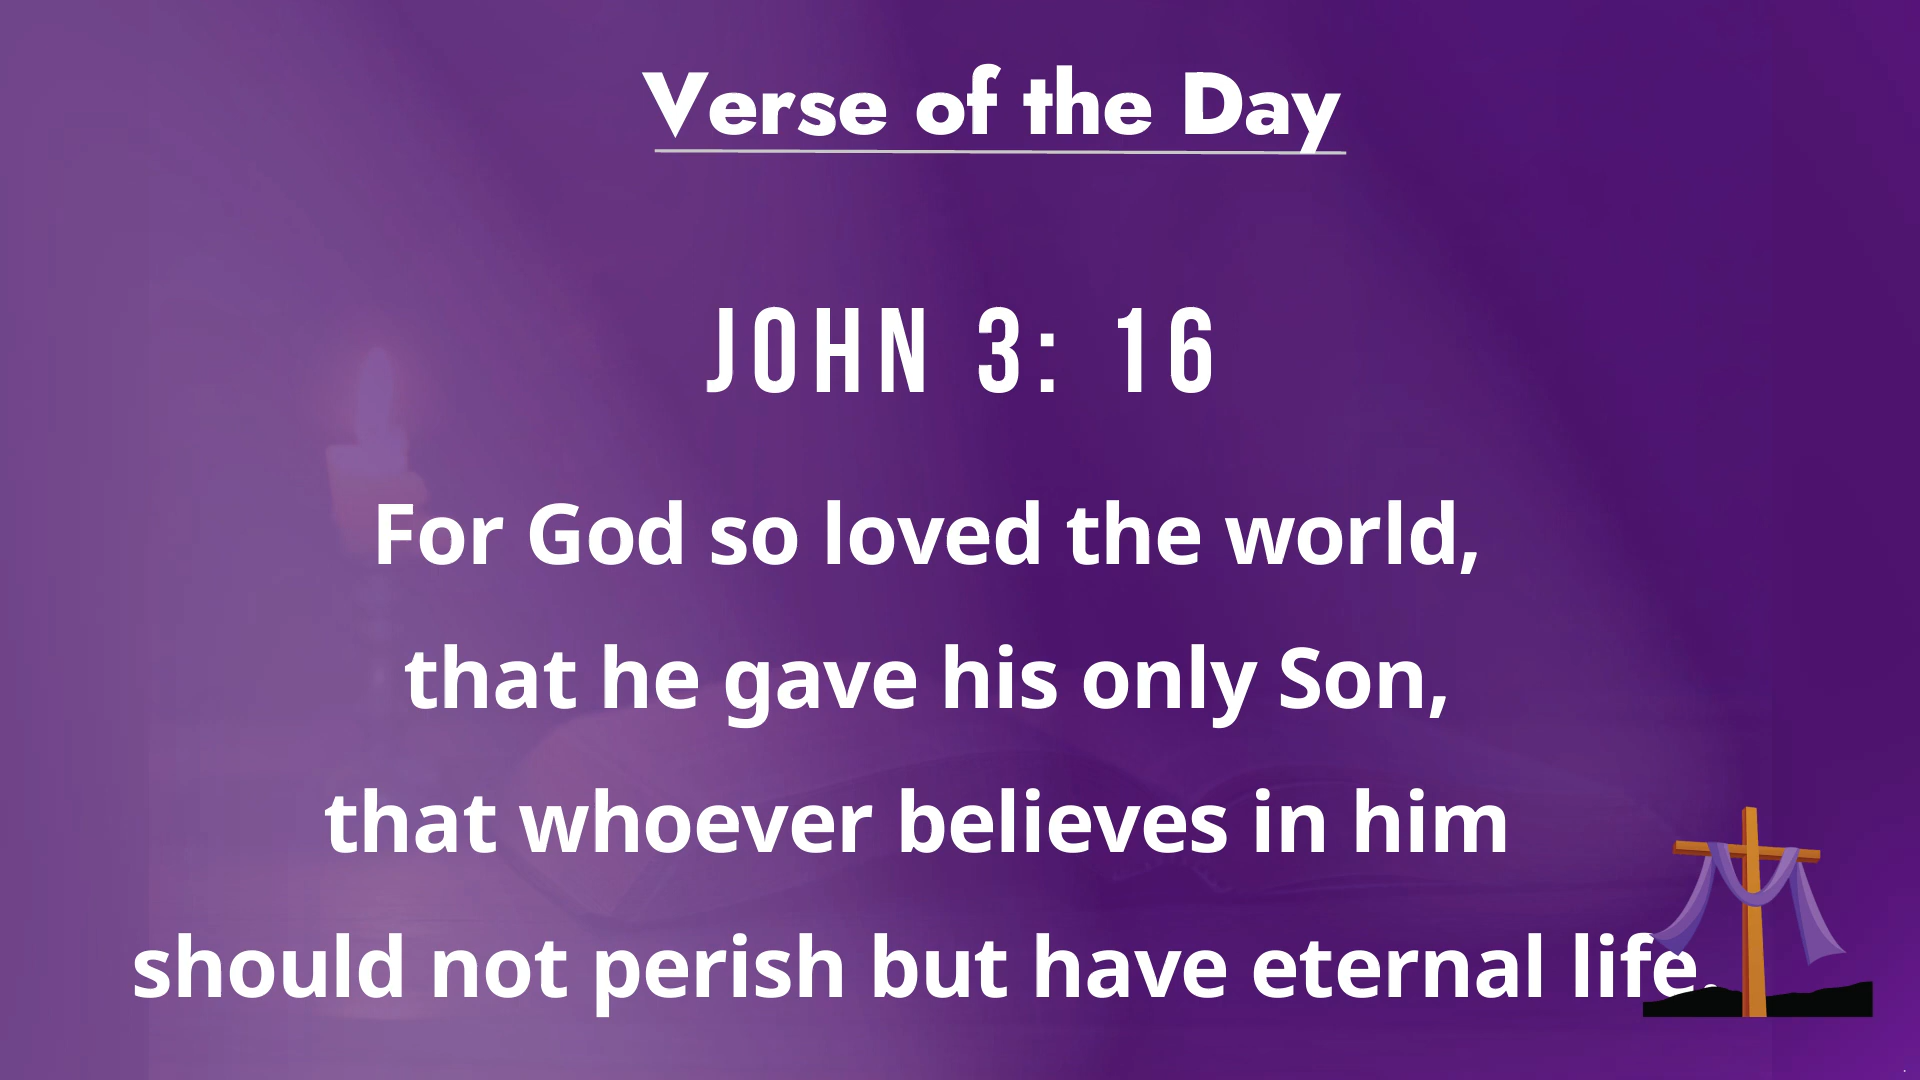 Verse of the Day
JOHN 3: 16
For God so loved the world,
that he gave his only Son,
that whoever believes in him
should not perish but have eternal life.